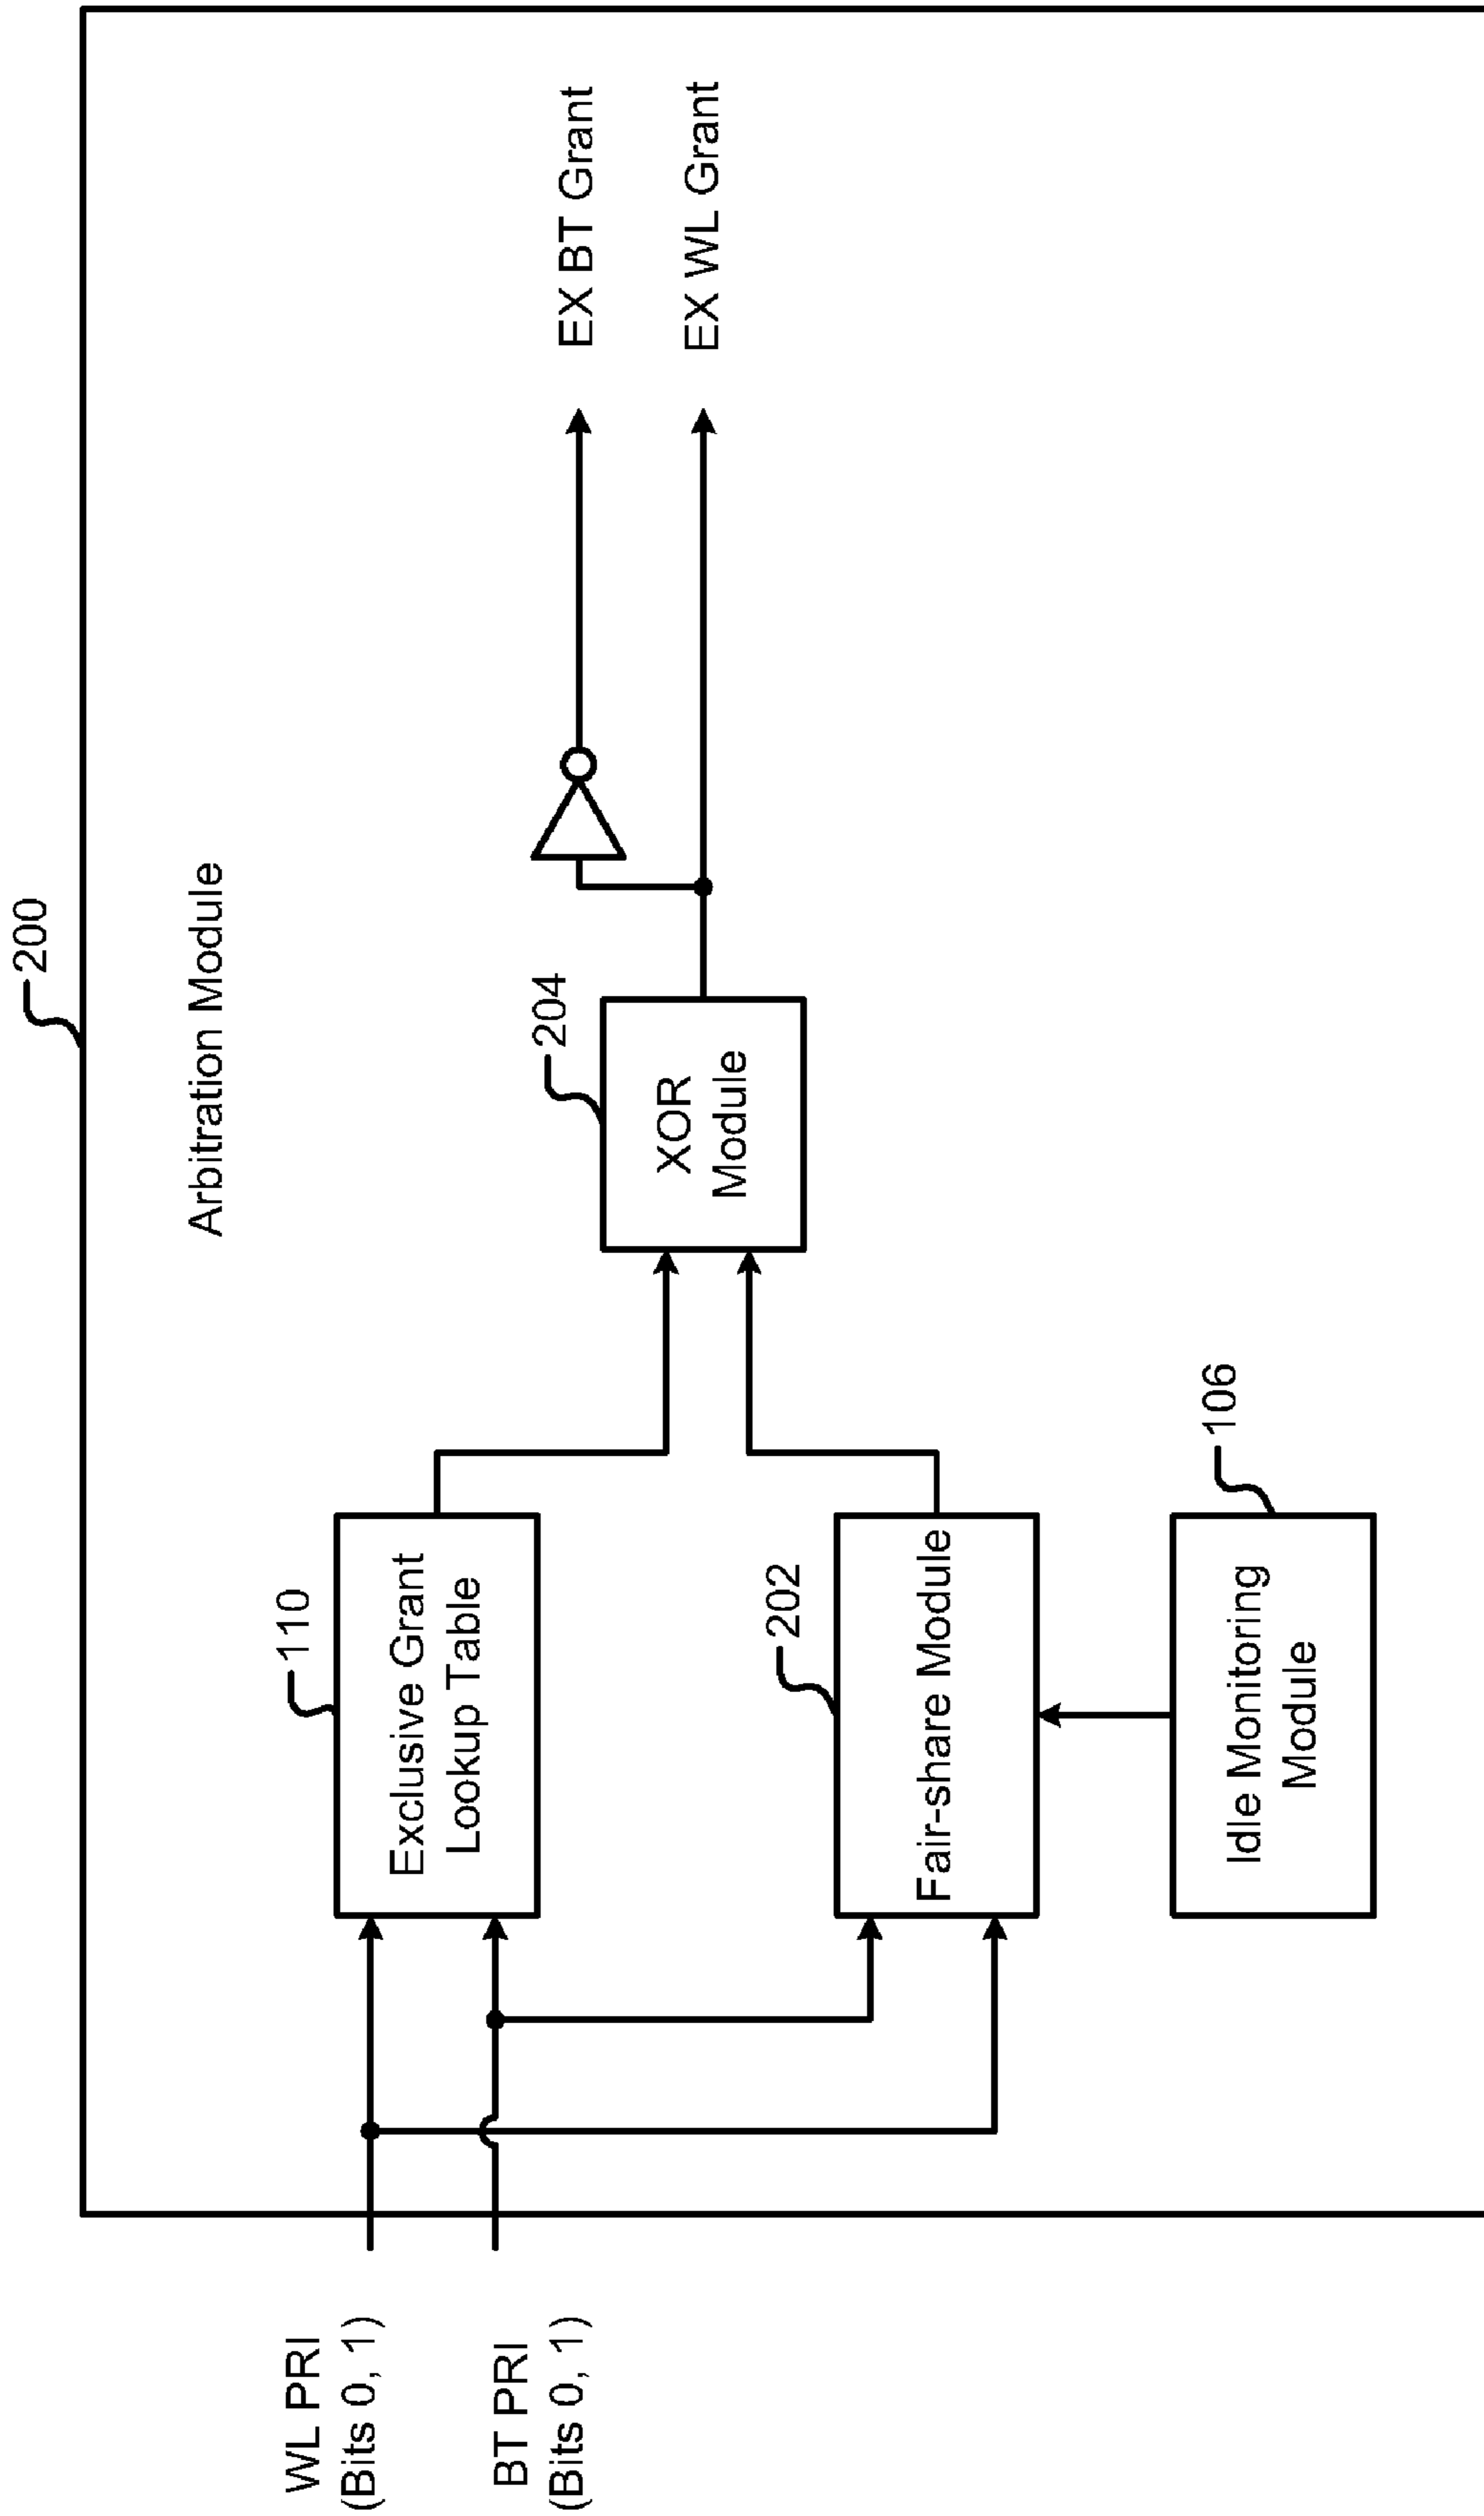 200
Arbitration Module
WL PRI
(Bits 0, 1)
BT PRI
(Bits 0, 1)
110
Exclusive Grant
Lookup Table
202
Fair-share Module
106
Idle Monitoring
Module
204
XOR
Module
EX BT Grant
EX WL Grant